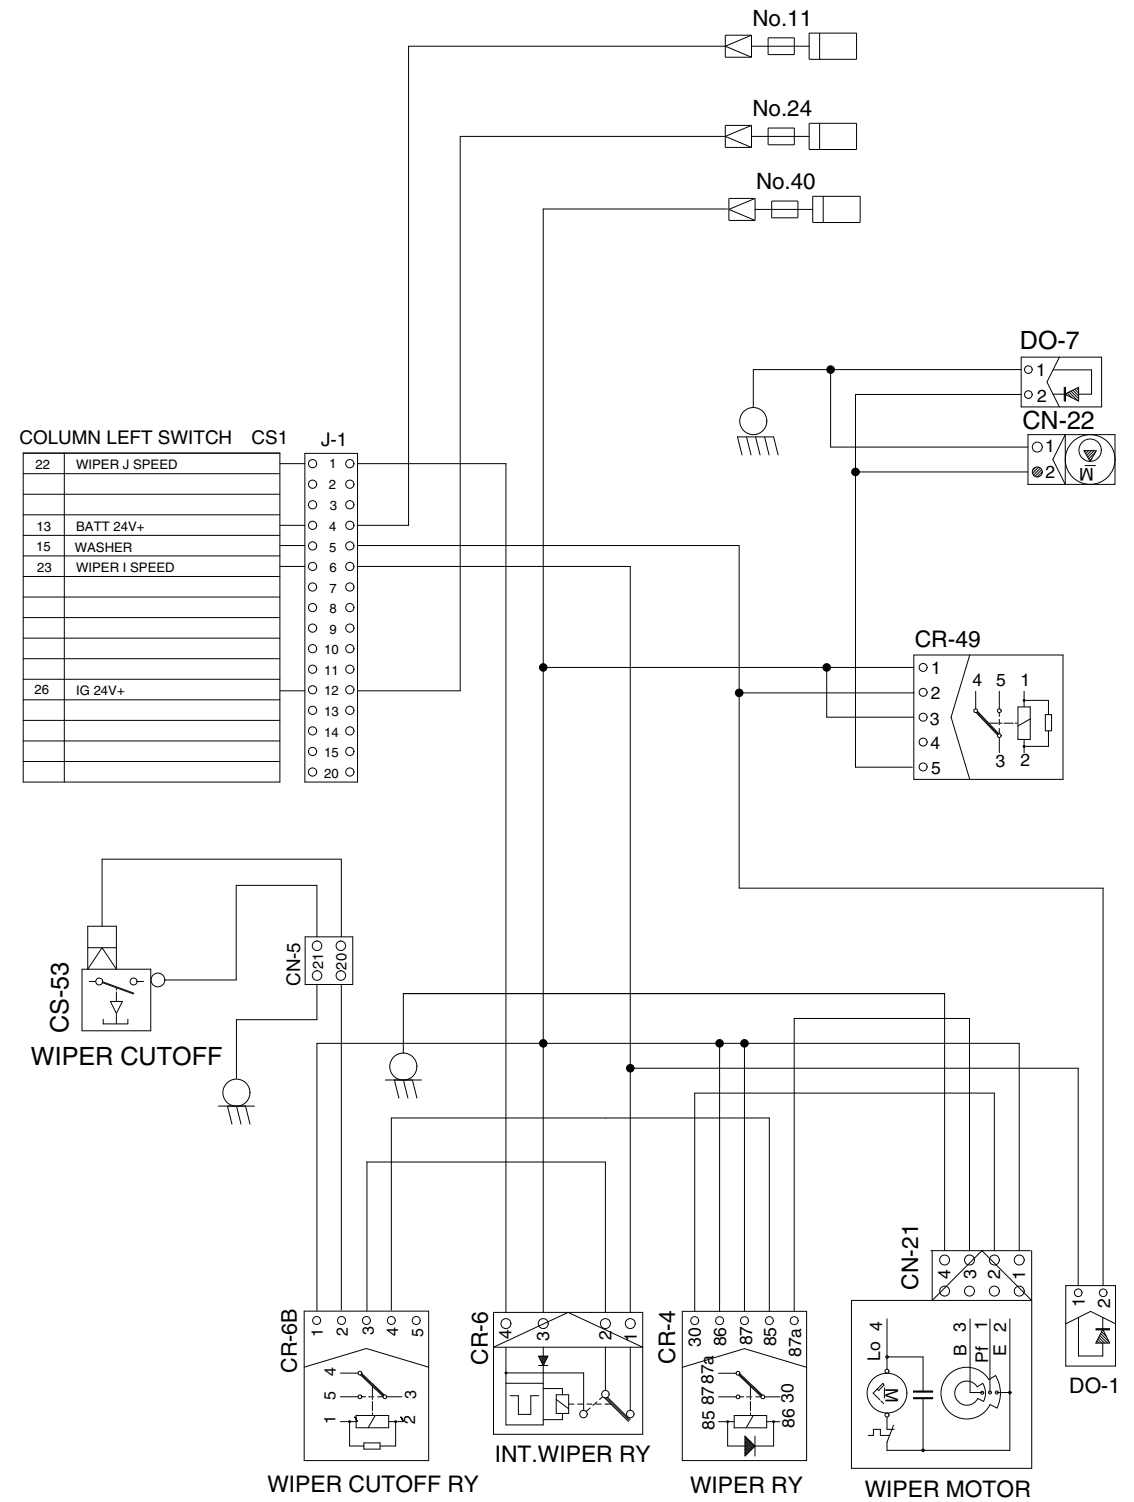 No.11
No.24
No.40
DO-7
1
2
CN-22
1
2
M
COLUMN LEFT SWITCH CS1 J-1
22 WIPER J SPEED 1
2
3
13 BATT 24V+ 4
15 WASHER 5
23 WIPER I SPEED 6
7
8
9
10
11
26 IG 24V+ 12
13
14
15
20
CR-49
1
2
3
4
5
4 5 1
3 2
CS-53
WIPER CUTOFF
CN-5
21 20
CR-6B
1 2 3 4 5
4
5 3
1 2
WIPER CUTOFF RY
CR-6
4 3 2 1
INT.WIPER RY
CR-4
30 86 87 85 87a
87a
87 30
85 86
WIPER RY
CN-21
4 3 2 1
Lo 4
B 3
Pf 1
E 2
M
WIPER MOTOR
1 2
DO-1